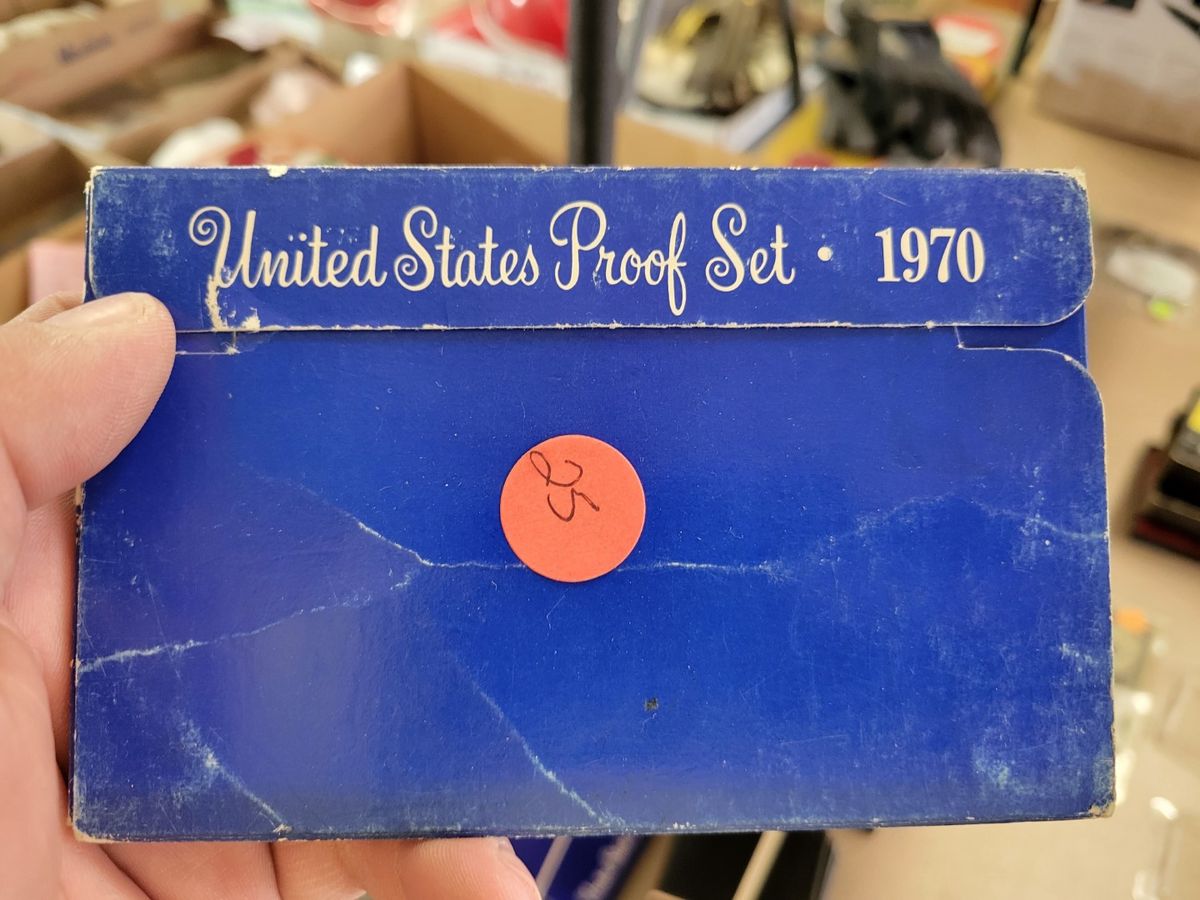 United States Proof Set • 1970
25